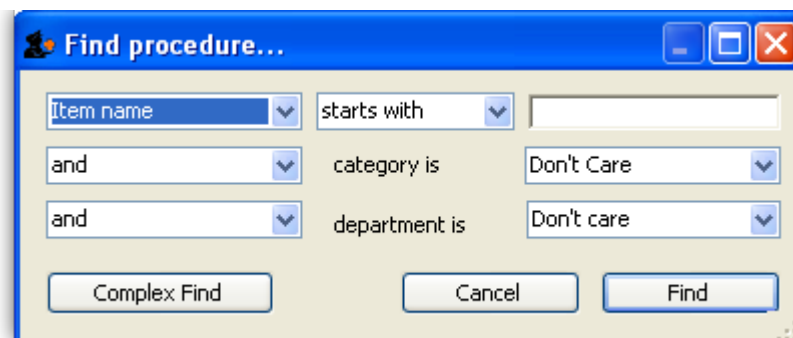 Find procedure...
Item name starts with
and category is Don't Care
and department is Don't care
Complex Find Cancel Find